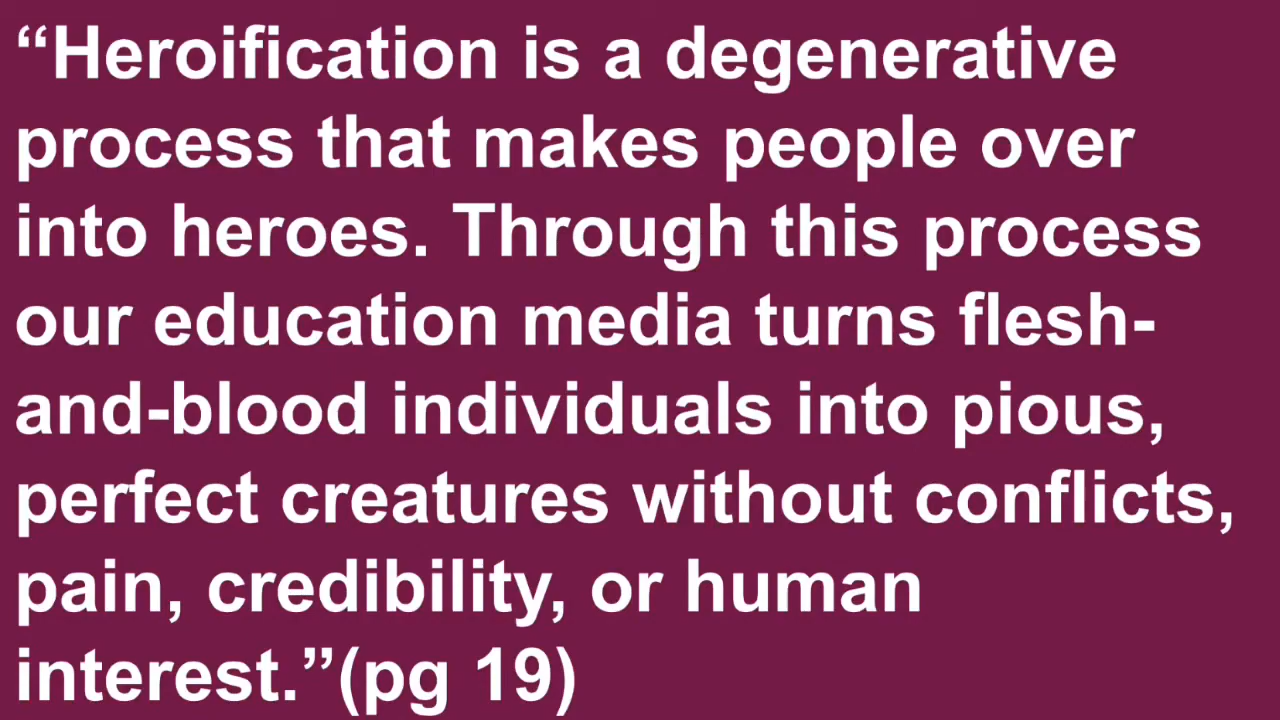 “Heroification is a degenerative
process that makes people over
into heroes. Through this process
our education media turns flesh-
and-blood individuals into pious,
perfect creatures without conflicts,
pain, credibility, or human
interest.”(pg 19)